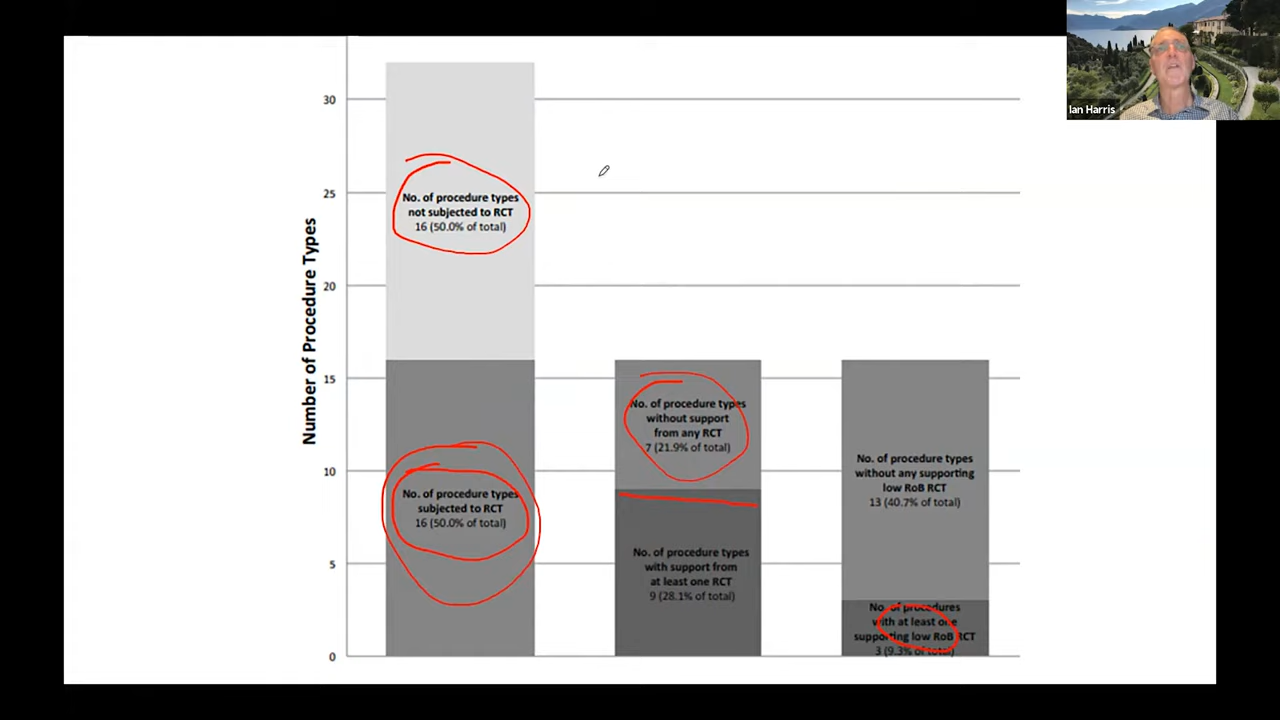 Ian Harris
Number of Procedure Types
30
25
20
15
10
5
0
No. of procedure types
not subjected to RCT
16 (50.0% of total)
No. of procedure types
subjected to RCT
16 (50.0% of total)
No. of procedure types
without support
from any RCT
7 (21.9% of total)
No. of procedure types
with support from
at least one RCT
9 (28.1% of total)
No. of procedure types
without any supporting
low RoB RCT
13 (40.7% of total)
No. of procedures
with at least one
supporting low RoB RCT
3 (9.3% of total)